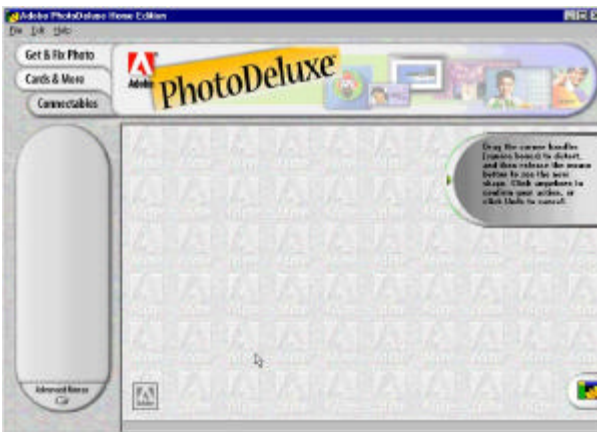 Adobe PhotoDeluxe Home Edition
File Edit Help
Get & Fix Photo
Cards & More
Connectables
Adobe
PhotoDeluxe
Drag the corner handles
(square boxes) to distort,
and then release the mouse
button to see the new
shape. Click anywhere to
confirm your action, or
click Undo to cancel.
Advanced Menus
Adobe